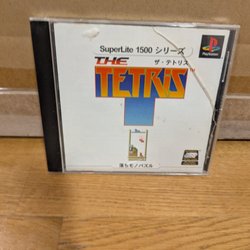 SuperLite 1500 シリーズ
THE
ザ・テトリス
TETRIS™
落ちモノパズル
PlayStation